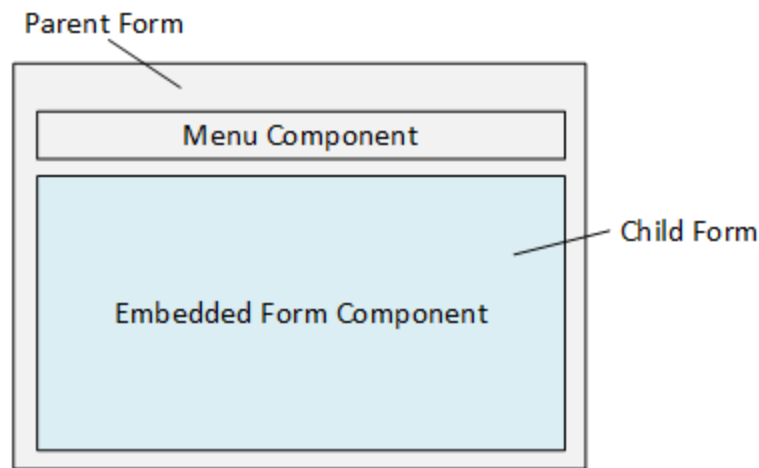 Parent Form
Menu Component
Child Form
Embedded Form Component